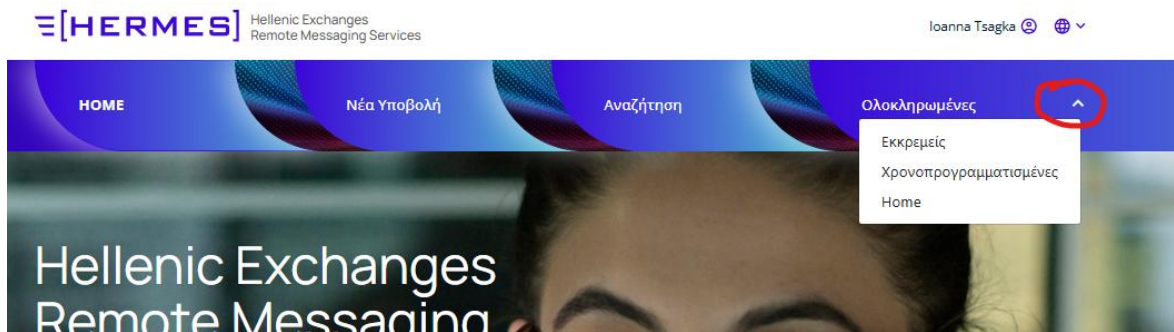 [HERMES]
Hellenic Exchanges
Remote Messaging Services
Ioanna Tsagka
HOME
Νέα Υποβολή
Αναζήτηση
Ολοκληρωμένες
Εκκρεμείς
Χρονοπρογραμματισμένες
Home
Hellenic Exchanges
Remote Messaging